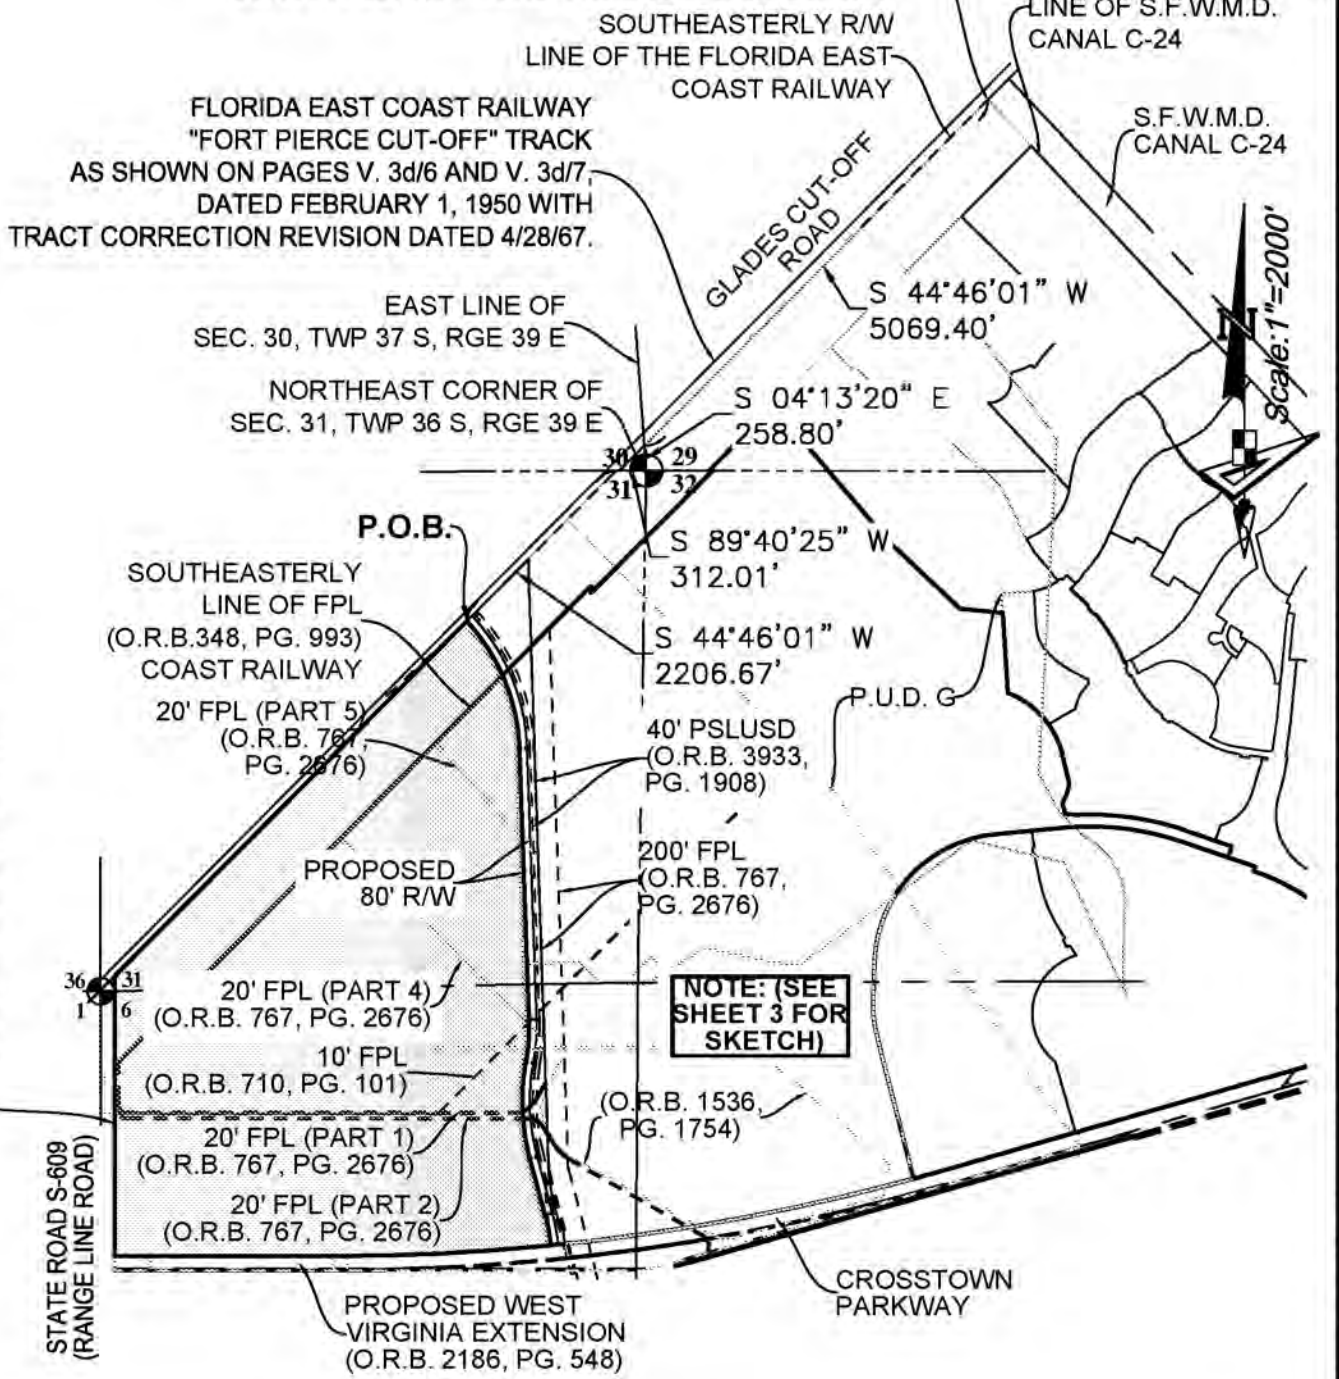 SOUTHEASTERLY R/W
LINE OF THE FLORIDA EAST
COAST RAILWAY
LINE OF S.F.W.M.D.
CANAL C-24
FLORIDA EAST COAST RAILWAY
"FORT PIERCE CUT-OFF" TRACK
AS SHOWN ON PAGES V. 3d/6 AND V. 3d/7
DATED FEBRUARY 1, 1950 WITH
TRACT CORRECTION REVISION DATED 4/28/67.
S.F.W.M.D.
CANAL C-24
GLADES CUT-OFF
ROAD
Scale:1"=2000'
N
S 44°46'01" W
5069.40'
EAST LINE OF
SEC. 30, TWP 37 S, RGE 39 E
NORTHEAST CORNER OF
SEC. 31, TWP 36 S, RGE 39 E
S 04°13'20" E
258.80'
30 29
31 32
P.O.B.
S 89°40'25" W
312.01'
SOUTHEASTERLY
LINE OF FPL
(O.R.B.348, PG. 993)
COAST RAILWAY
S 44°46'01" W
2206.67'
P.U.D. G
20' FPL (PART 5)
(O.R.B. 767,
PG. 2676)
40' PSLUSD
(O.R.B. 3933,
PG. 1908)
PROPOSED
80' R/W
200' FPL
(O.R.B. 767,
PG. 2676)
36 31
1 6
20' FPL (PART 4)
(O.R.B. 767, PG. 2676)
NOTE: (SEE
SHEET 3 FOR
SKETCH)
10' FPL
(O.R.B. 710, PG. 101)
(O.R.B. 1536,
PG. 1754)
20' FPL (PART 1)
(O.R.B. 767, PG. 2676)
20' FPL (PART 2)
(O.R.B. 767, PG. 2676)
STATE ROAD S-609
(RANGE LINE ROAD)
CROSSTOWN
PARKWAY
PROPOSED WEST
VIRGINIA EXTENSION
(O.R.B. 2186, PG. 548)